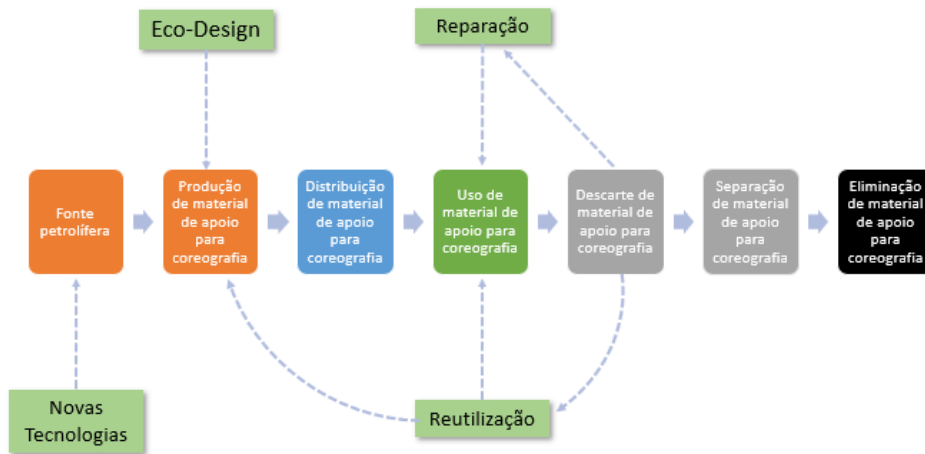 Eco-Design
Reparação
Fonte
petrolífera
Produção
de material
de apoio
para
coreografia
Distribuição
de material
de apoio
para
coreografia
Uso de
material de
apoio para
coreografia
Descarte de
material de
apoio para
coreografia
Separação
de material
de apoio
para
coreografia
Eliminação
de material
de apoio
para
coreografia
Novas
Tecnologias
Reutilização